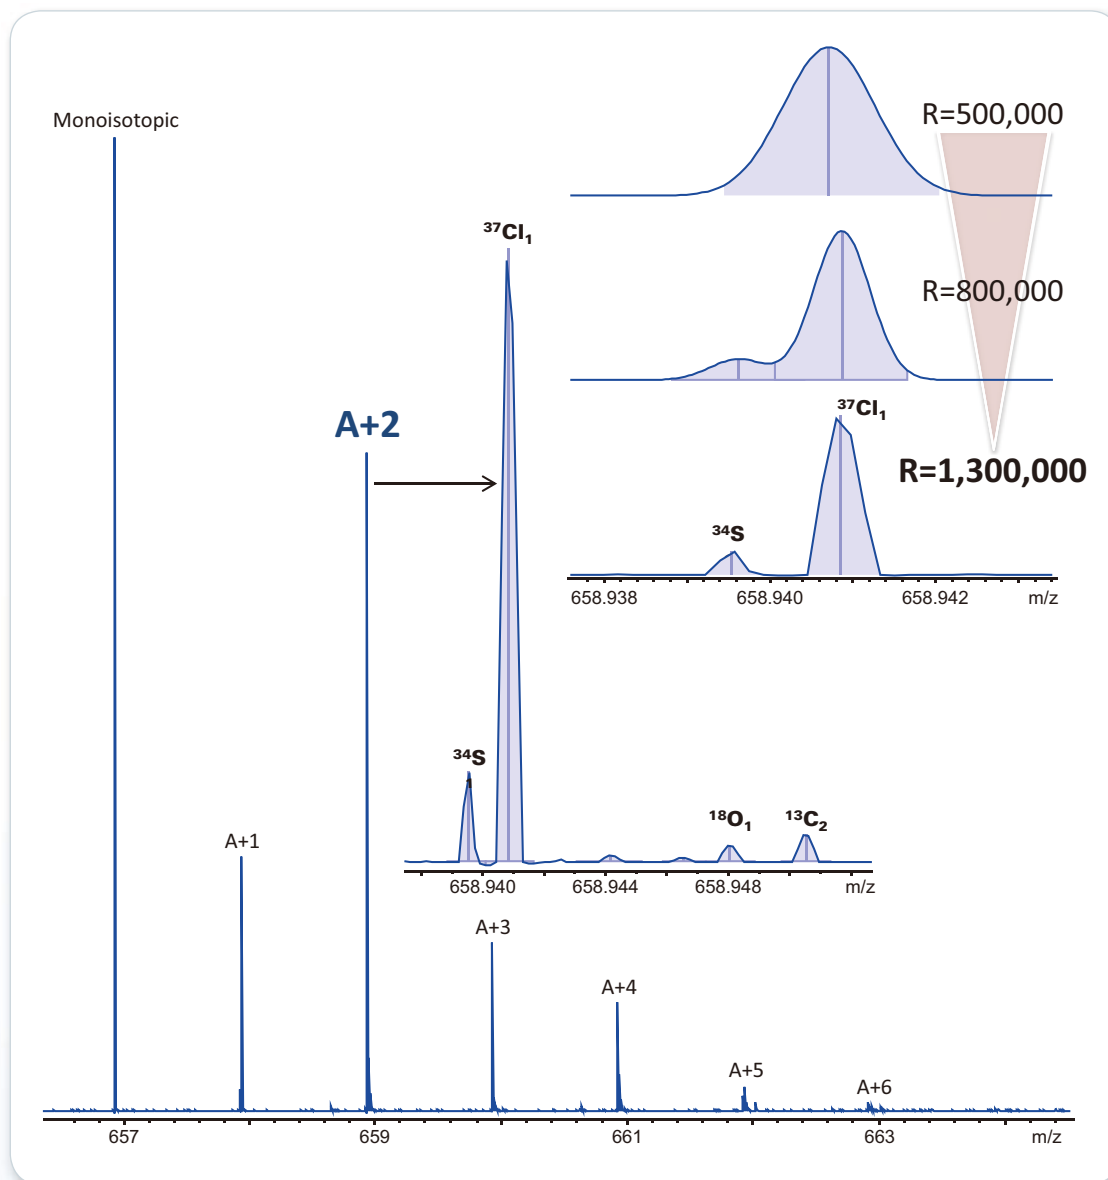 Monoisotopic
R=500,000
³⁷Cl₁
R=800,000
A+2
³⁷Cl₁
R=1,300,000
³⁴S
658.938 658.940 658.942 m/z
³⁴S
1
¹⁸O₁ ¹³C₂
A+1
658.940 658.944 658.948 m/z
A+3
A+4
A+5
A+6
657 659 661 663 m/z